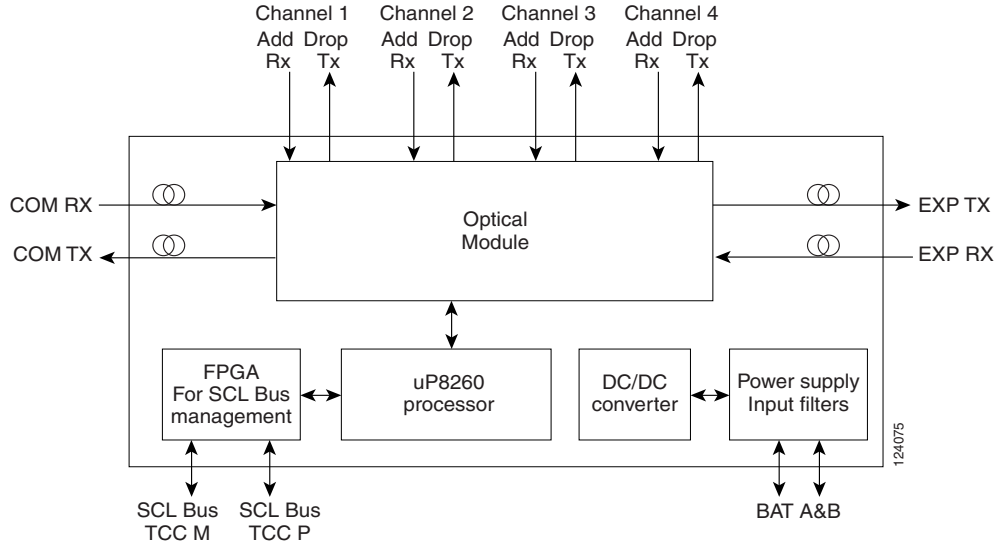 Channel 1 Channel 2 Channel 3 Channel 4
Add Drop Add Drop Add Drop Add Drop
Rx Tx Rx Tx Rx Tx Rx Tx
COM RX
COM TX
Optical
Module
EXP TX
EXP RX
FPGA
For SCL Bus
management
uP8260
processor
DC/DC
converter
Power supply
Input filters
124075
SCL Bus
TCC M
SCL Bus
TCC P
BAT A&B